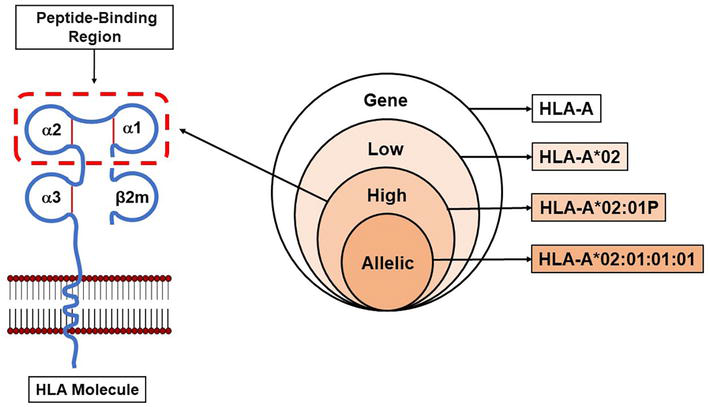 Peptide-Binding
Region
α2
α1
α3
β2m
HLA Molecule
Gene
Low
High
Allelic
HLA-A
HLA-A*02
HLA-A*02:01P
HLA-A*02:01:01:01